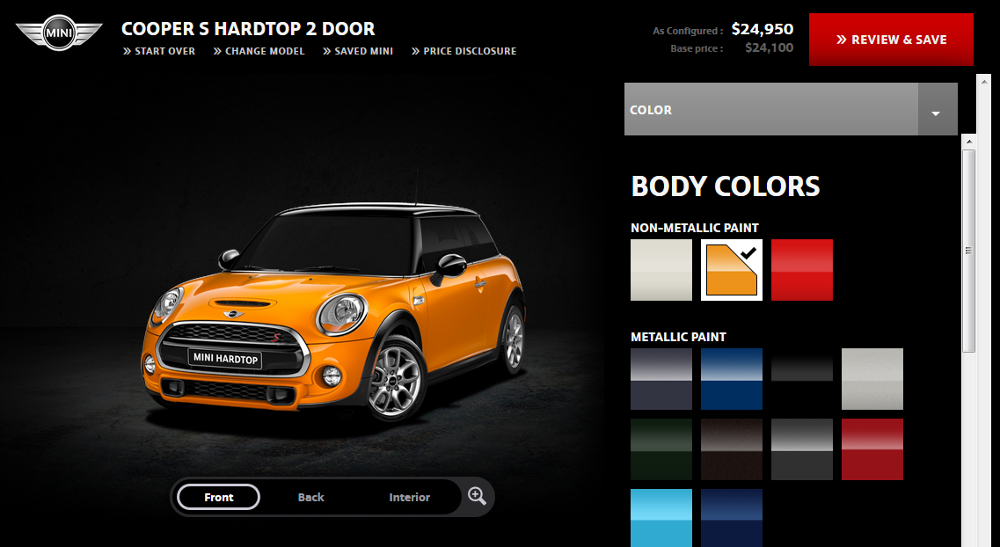 MINI
COOPER S HARDTOP 2 DOOR
» START OVER » CHANGE MODEL » SAVED MINI » PRICE DISCLOSURE
As Configured : $24,950
Base price : $24,100
» REVIEW & SAVE
COLOR
BODY COLORS
NON-METALLIC PAINT
METALLIC PAINT
S
MINI HARDTOP
Front Back Interior